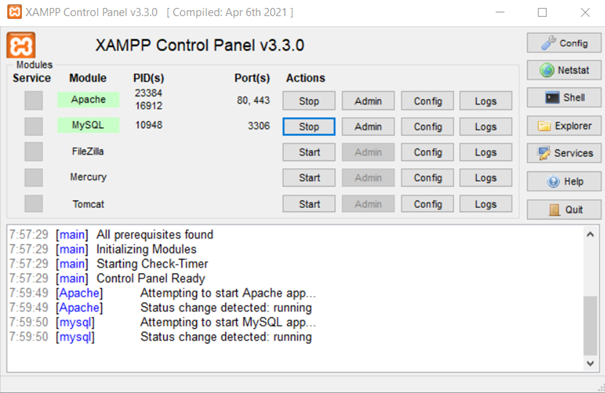 XAMPP Control Panel v3.3.0 [ Compiled: Apr 6th 2021 ]
XAMPP Control Panel v3.3.0
Config
Modules
Service Module PID(s) Port(s) Actions
Netstat
Apache 23384 16912 80, 443 Stop Admin Config Logs
Shell
MySQL 10948 3306 Stop Admin Config Logs
Explorer
FileZilla Start Admin Config Logs
Services
Mercury Start Admin Config Logs
Help
Tomcat Start Admin Config Logs
Quit
7:57:29 [main] All prerequisites found
7:57:29 [main] Initializing Modules
7:57:29 [main] Starting Check-Timer
7:57:29 [main] Control Panel Ready
7:59:49 [Apache] Attempting to start Apache app...
7:59:49 [Apache] Status change detected: running
7:59:50 [mysql] Attempting to start MySQL app...
7:59:50 [mysql] Status change detected: running